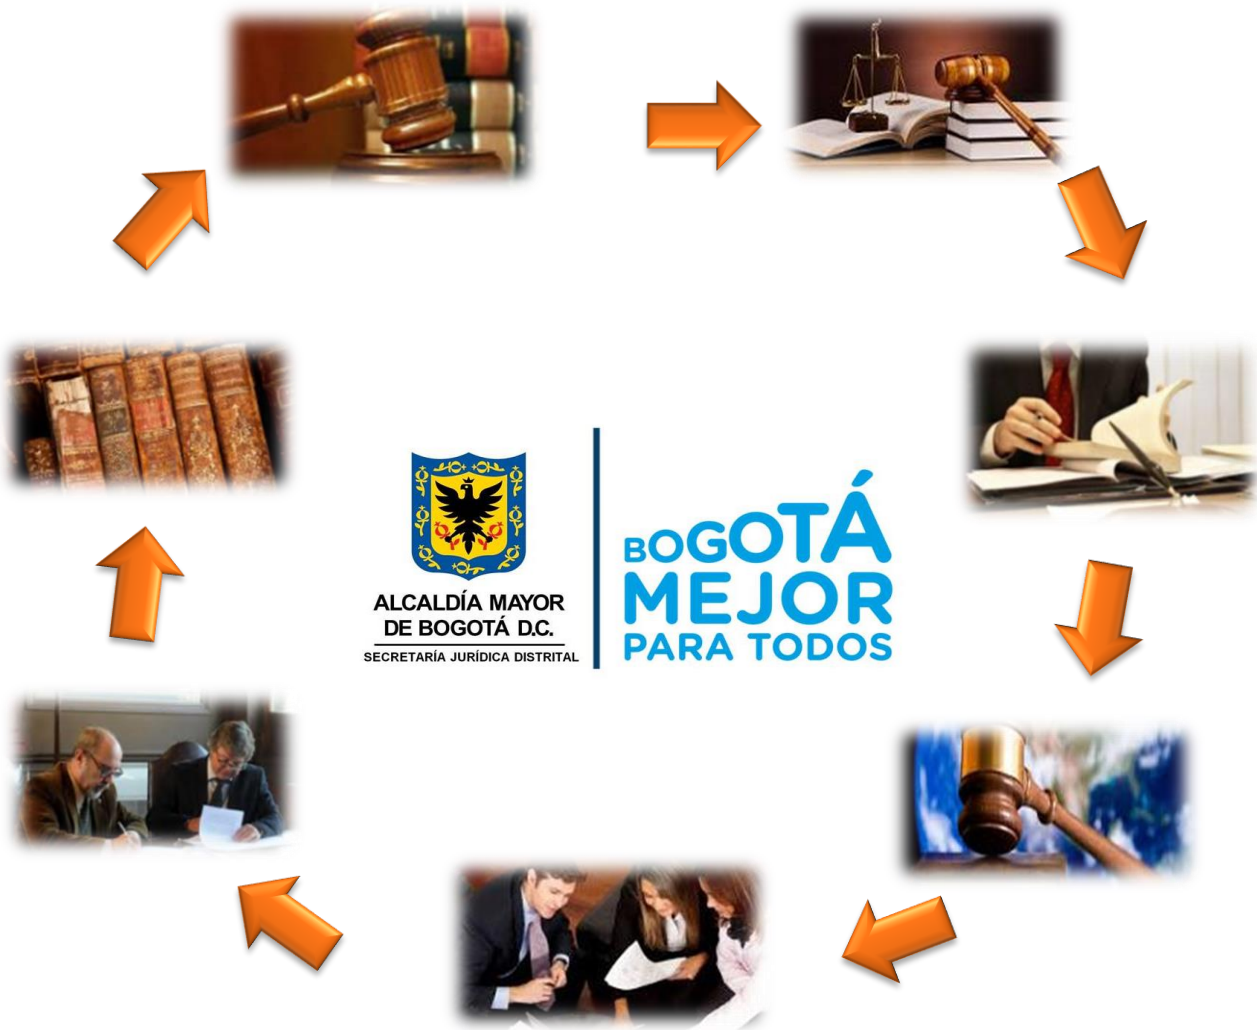 ALCALDÍA MAYOR
DE BOGOTÁ D.C.
SECRETARÍA JURÍDICA DISTRITAL
BOGOTÁ
MEJOR
PARA TODOS